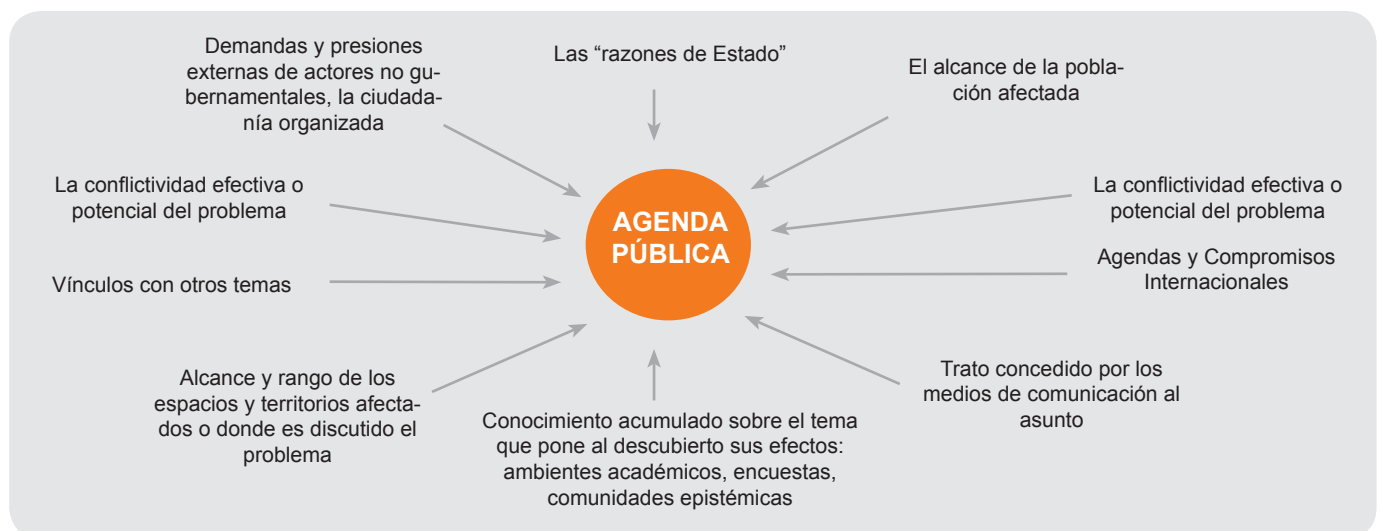 Demandas y presiones
externas de actores no gu-
bernamentales, la ciudada-
nía organizada
Las “razones de Estado”
El alcance de la pobla-
ción afectada
La conflictividad efectiva o
potencial del problema
AGENDA
PÚBLICA
La conflictividad efectiva o
potencial del problema
Vínculos con otros temas
Agendas y Compromisos
Internacionales
Alcance y rango de los
espacios y territorios afecta-
dos o donde es discutido el
problema
Conocimiento acumulado sobre el tema
que pone al descubierto sus efectos:
ambientes académicos, encuestas,
comunidades epistémicas
Trato concedido por los
medios de comunicación al
asunto